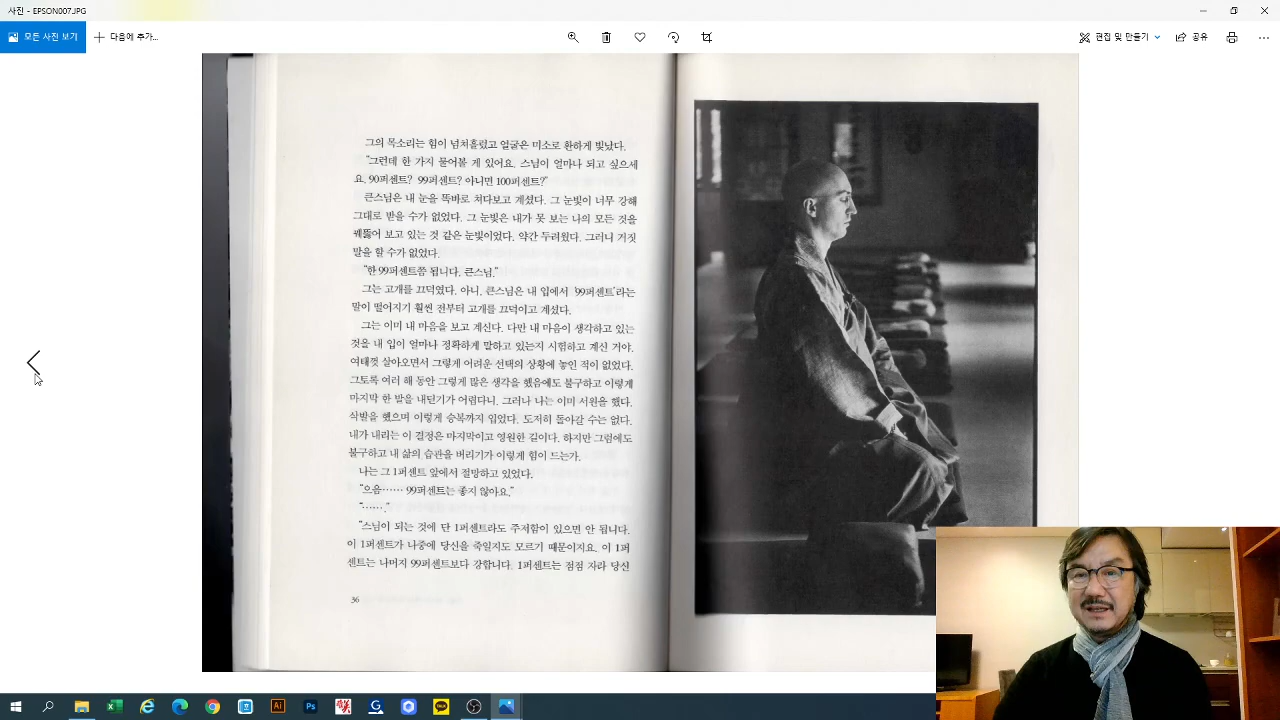 사진 - EPSON007.JPG
모든 사진 보기
다음에 추가...
편집 및 만들기
공유
그의 목소리는 힘이 넘쳐흘렀고 얼굴은 미소로 환하게 빛났다.
"그런데 한 가지 물어볼 게 있어요. 스님이 얼마나 되고 싶으세
요. 90퍼센트? 99퍼센트? 아니면 100퍼센트?"
큰스님은 내 눈을 똑바로 쳐다보고 계셨다. 그 눈빛이 너무 강해
그대로 받을 수가 없었다. 그 눈빛은 내가 못 보는 나의 모든 것을
꿰뚫어 보고 있는 것 같은 눈빛이었다. 약간 두려웠다. 그러니 거짓
말을 할 수가 없었다.
"한 99퍼센트쯤 됩니다. 큰스님."
그는 고개를 끄덕였다. 아니, 큰스님은 내 입에서 '99퍼센트'라는
말이 떨어지기 훨씬 전부터 고개를 끄덕이고 계셨다.
그는 이미 내 마음을 보고 계신다. 다만 내 마음이 생각하고 있는
것을 내 입이 얼마나 정확하게 말하고 있는지 시험하고 계신 거야.
여태껏 살아오면서 그렇게 어려운 선택의 상황에 놓인 적이 없었다.
그토록 여러 해 동안 그렇게 많은 생각을 했음에도 불구하고 이렇게
마지막 한 발을 내딛기가 어렵다니. 그러나 나는 이미 서원을 했다.
삭발을 했으며 이렇게 승복까지 입었다. 도저히 돌아갈 수는 없다.
내가 내리는 이 결정은 마지막이고 영원한 길이다. 하지만 그럼에도
불구하고 내 삶의 습관을 버리기가 이렇게 힘이 드는가.
나는 그 1퍼센트 앞에서 절망하고 있었다.
"으음…… 99퍼센트는 좋지 않아요."
"……."
"스님이 되는 것에 단 1퍼센트라도 주저함이 있으면 안 됩니다.
이 1퍼센트가 나중에 당신을 죽일지도 모르기 때문이지요. 이 1퍼
센트는 나머지 99퍼센트보다 강합니다. 1퍼센트는 점점 자라 당신
36